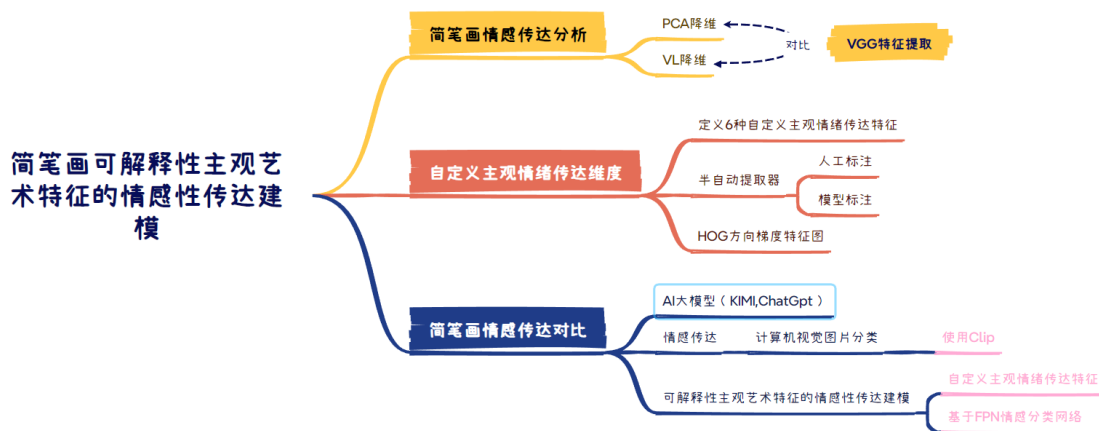 简笔画可解释性主观艺
术特征的情感性传达建
模
简笔画情感传达分析
PCA降维
VL降维
对比
VGG特征提取
自定义主观情绪传达维度
定义6种自定义主观情绪传达特征
半自动提取器
人工标注
模型标注
HOG方向梯度特征图
简笔画情感传达对比
AI大模型（KIMI,ChatGpt）
情感传达
计算机视觉图片分类
使用Clip
可解释性主观艺术特征的情感性传达建模
自定义主观情绪传达特征
基于FPN情感分类网络